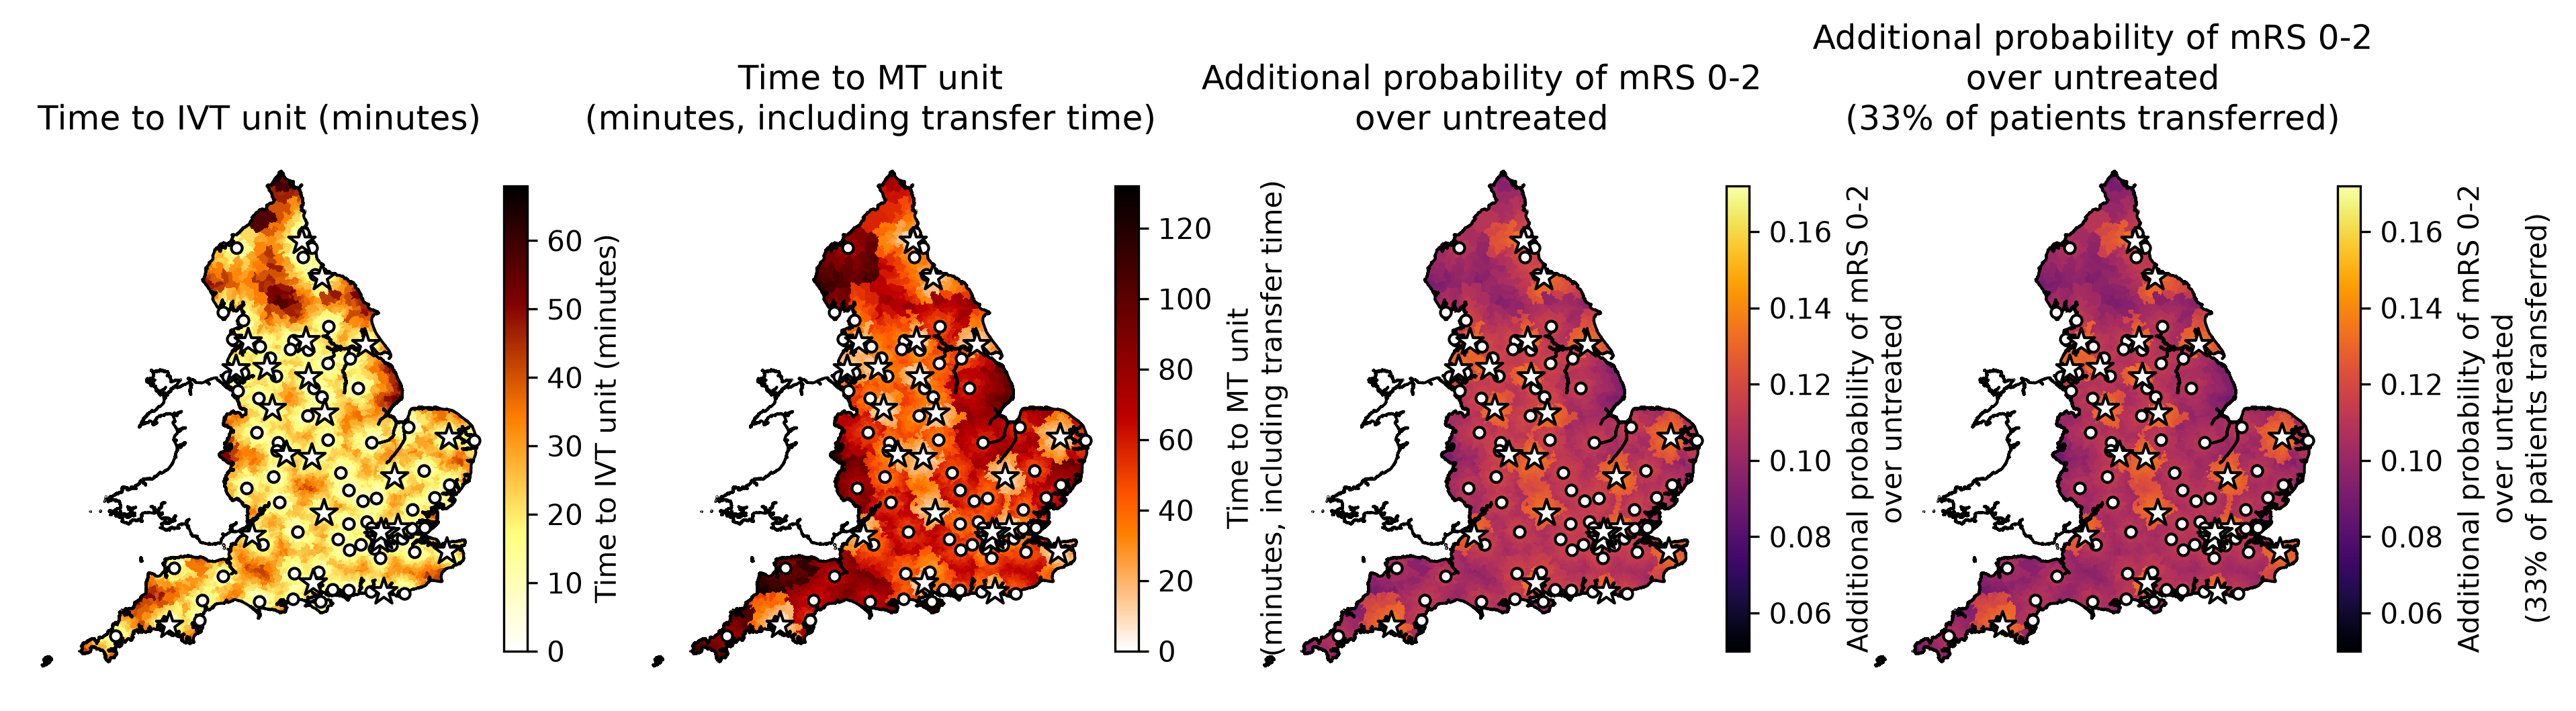 Time to IVT unit (minutes)
0
10
20
30
40
50
60
Time to IVT unit (minutes)
Time to MT unit
(minutes, including transfer time)
0
20
40
60
80
100
120
Time to MT unit
(minutes, including transfer time)
Additional probability of mRS 0-2
over untreated
0.06
0.08
0.10
0.12
0.14
0.16
Additional probability of mRS 0-2
over untreated
Additional probability of mRS 0-2
over untreated
(33% of patients transferred)
0.06
0.08
0.10
0.12
0.14
0.16
Additional probability of mRS 0-2
over untreated
(33% of patients transferred)